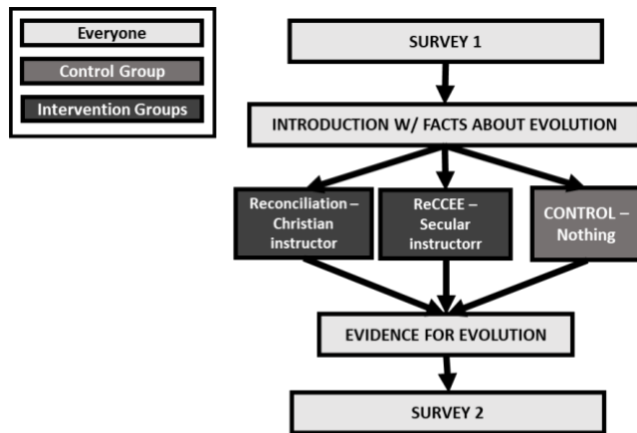 Everyone
Control Group
Intervention Groups
SURVEY 1
INTRODUCTION W/ FACTS ABOUT EVOLUTION
Reconciliation –
Christian
instructor
ReCCEE –
Secular
instructorr
CONTROL –
Nothing
EVIDENCE FOR EVOLUTION
SURVEY 2